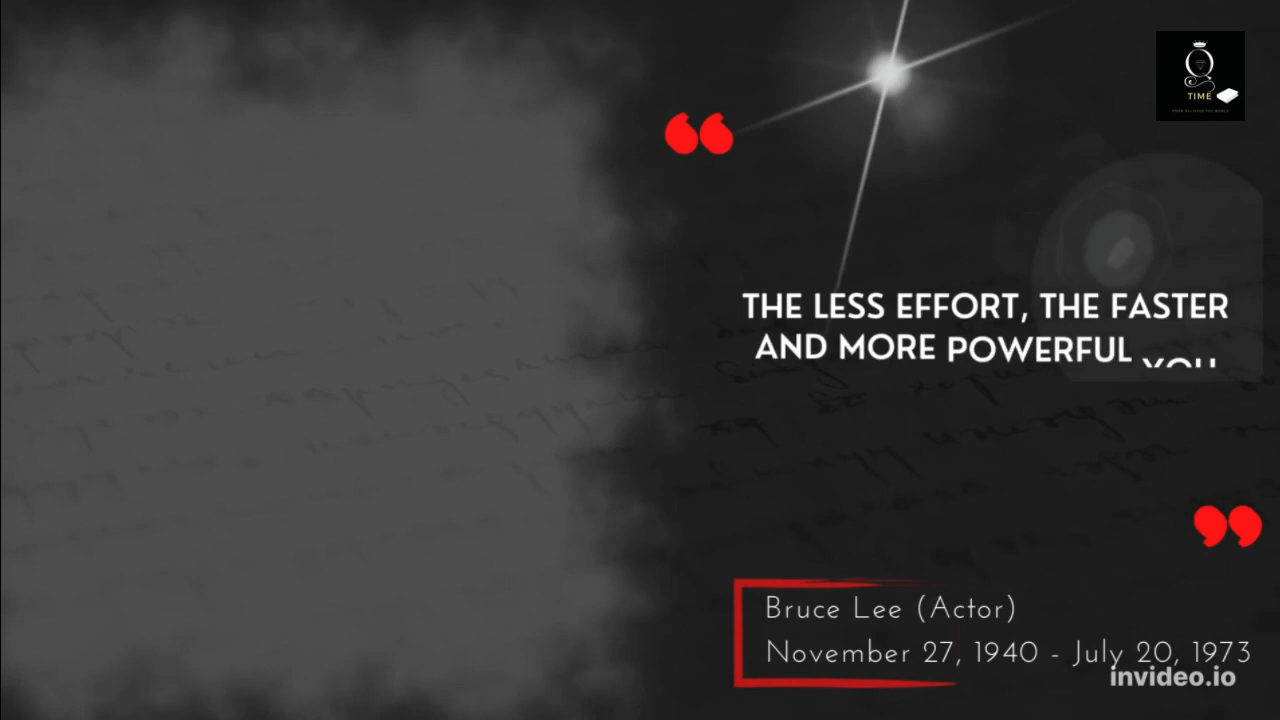 TIME
THE LESS EFFORT, THE FASTER
AND MORE POWERFUL YOU
Bruce Lee (Actor)
November 27, 1940 - July 20, 1973
invideo.io